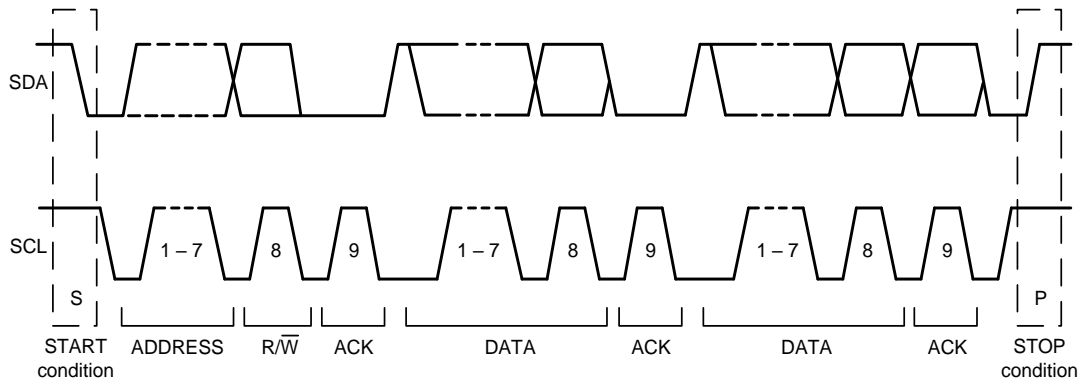 SDA
SCL
1 – 7 8 9 1 – 7 8 9 1 – 7 8 9
S P
START condition ADDRESS R/W̅ ACK DATA ACK DATA ACK STOP condition